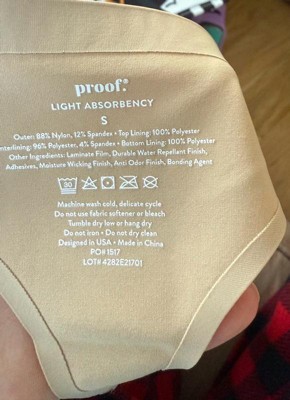 proof.®
LIGHT ABSORBENCY
S
Outer: 88% Nylon, 12% Spandex • Top Lining: 100% Polyester
nterlining: 96% Polyester, 4% Spandex • Bottom Lining: 100% Polyester
Other Ingredients: Laminate Film, Durable Water Repellant Finish,
Adhesives, Moisture Wicking Finish, Anti Odor Finish, Bonding Agent
30
Machine wash cold, delicate cycle
Do not use fabric softener or bleach
Tumble dry low or hang dry
Do not iron • Do not dry clean
Designed in USA • Made in China
PO# 1517
LOT# 4282E21701